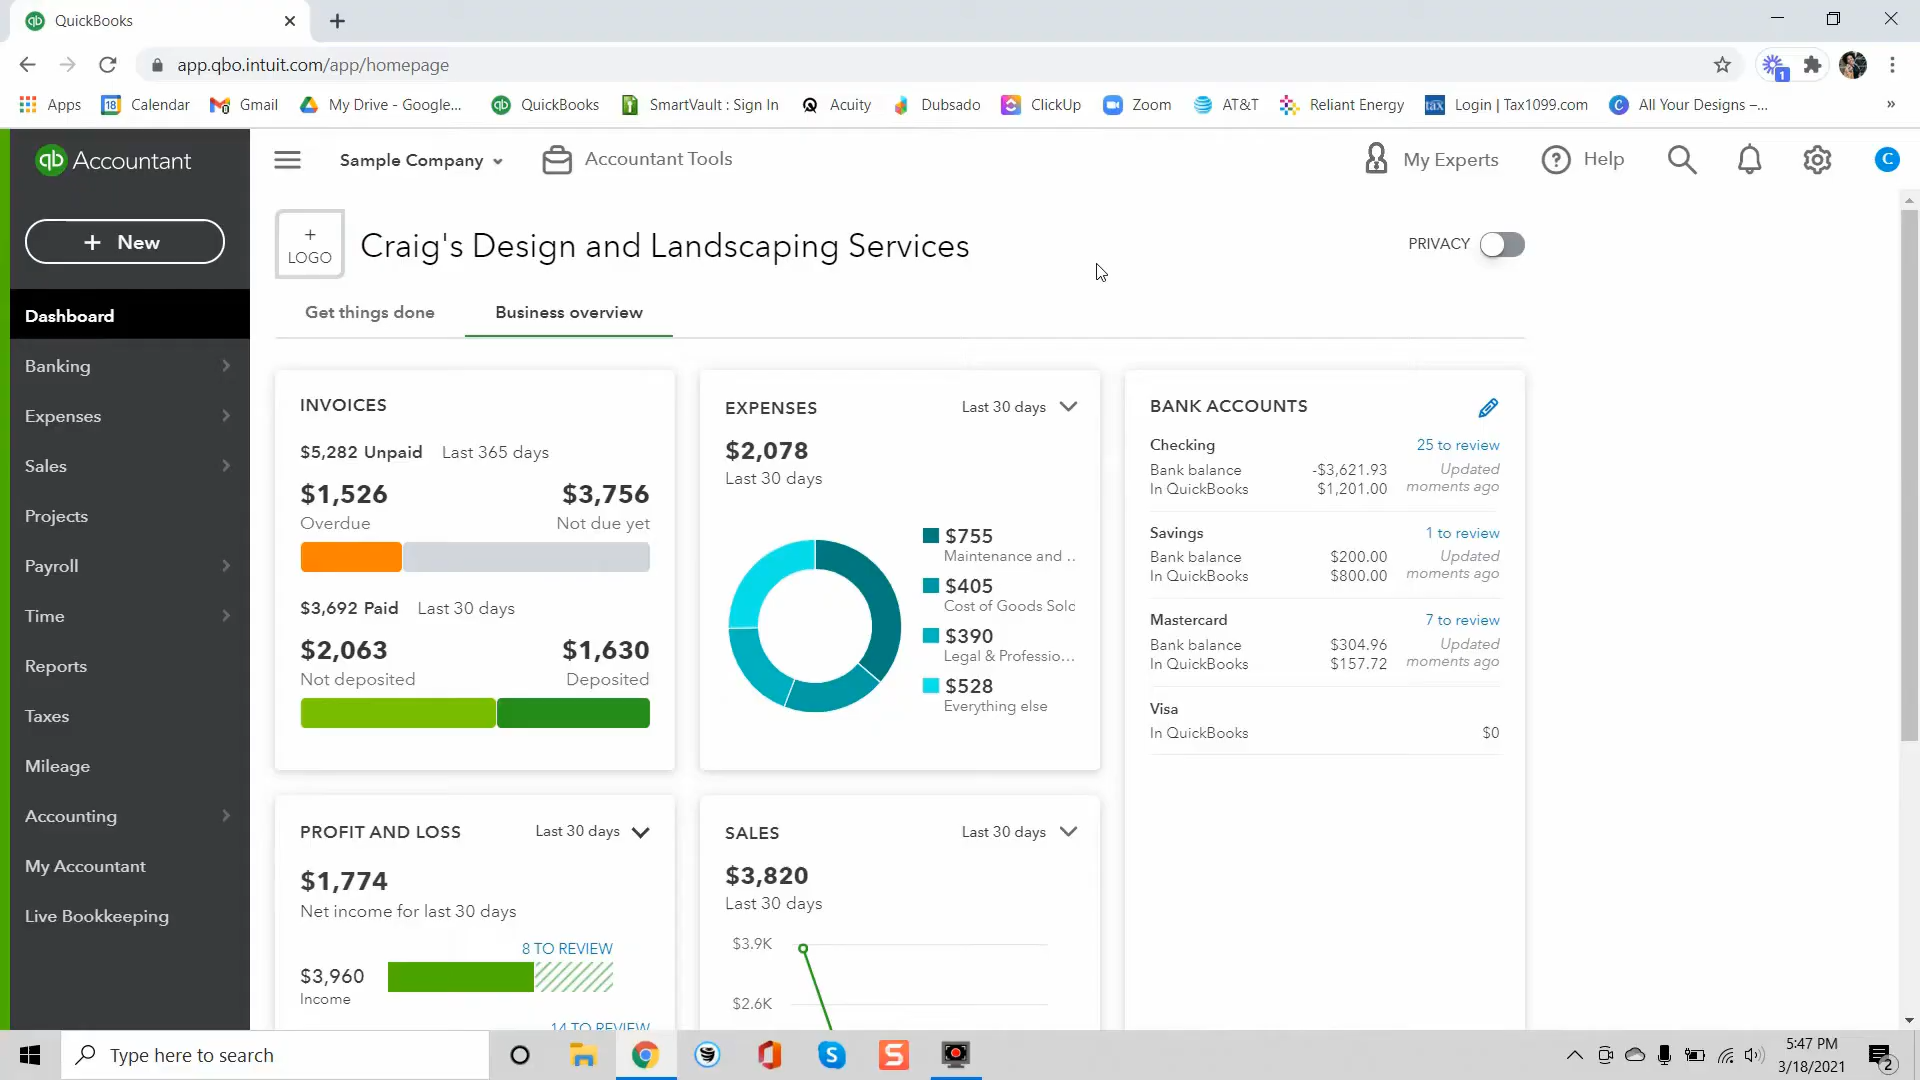 QuickBooks
app.qbo.intuit.com/app/homepage
Apps
18
Calendar
Gmail
My Drive - Google...
qb
QuickBooks
SmartVault : Sign In
Acuity
Dubsado
ClickUp
Zoom
AT&T
Reliant Energy
tax
Login | Tax1099.com
C
All Your Designs –...
»
1
qb Accountant
Sample Company
Accountant Tools
My Experts
? Help
C
+ New
+
LOGO
Craig's Design and Landscaping Services
PRIVACY
Get things done
Business overview
Dashboard
Banking
Expenses
Sales
Projects
Payroll
Time
Reports
Taxes
Mileage
Accounting
My Accountant
Live Bookkeeping
INVOICES
$5,282 Unpaid Last 365 days
$1,526 $3,756
Overdue Not due yet
$3,692 Paid Last 30 days
$2,063 $1,630
Not deposited Deposited
EXPENSES Last 30 days
$2,078
Last 30 days
$755
Maintenance and ..
$405
Cost of Goods Sold
$390
Legal & Professio...
$528
Everything else
BANK ACCOUNTS
Checking 25 to review
Bank balance -$3,621.93 Updated
In QuickBooks $1,201.00 moments ago
Savings 1 to review
Bank balance $200.00 Updated
In QuickBooks $800.00 moments ago
Mastercard 7 to review
Bank balance $304.96 Updated
In QuickBooks $157.72 moments ago
Visa
In QuickBooks $0
PROFIT AND LOSS Last 30 days
$1,774
Net income for last 30 days
8 TO REVIEW
$3,960
Income
14 TO REVIEW
SALES Last 30 days
$3,820
Last 30 days
$3.9K
$2.6K
Type here to search
S
S
5:47 PM
3/18/2021
2